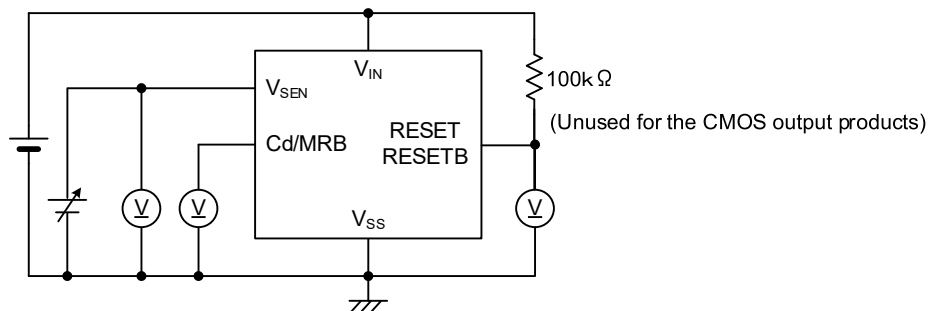 V_IN
V_SEN
100kΩ
(Unused for the CMOS output products)
Cd/MRB
RESET
RESETB
V
V
V
V_SS